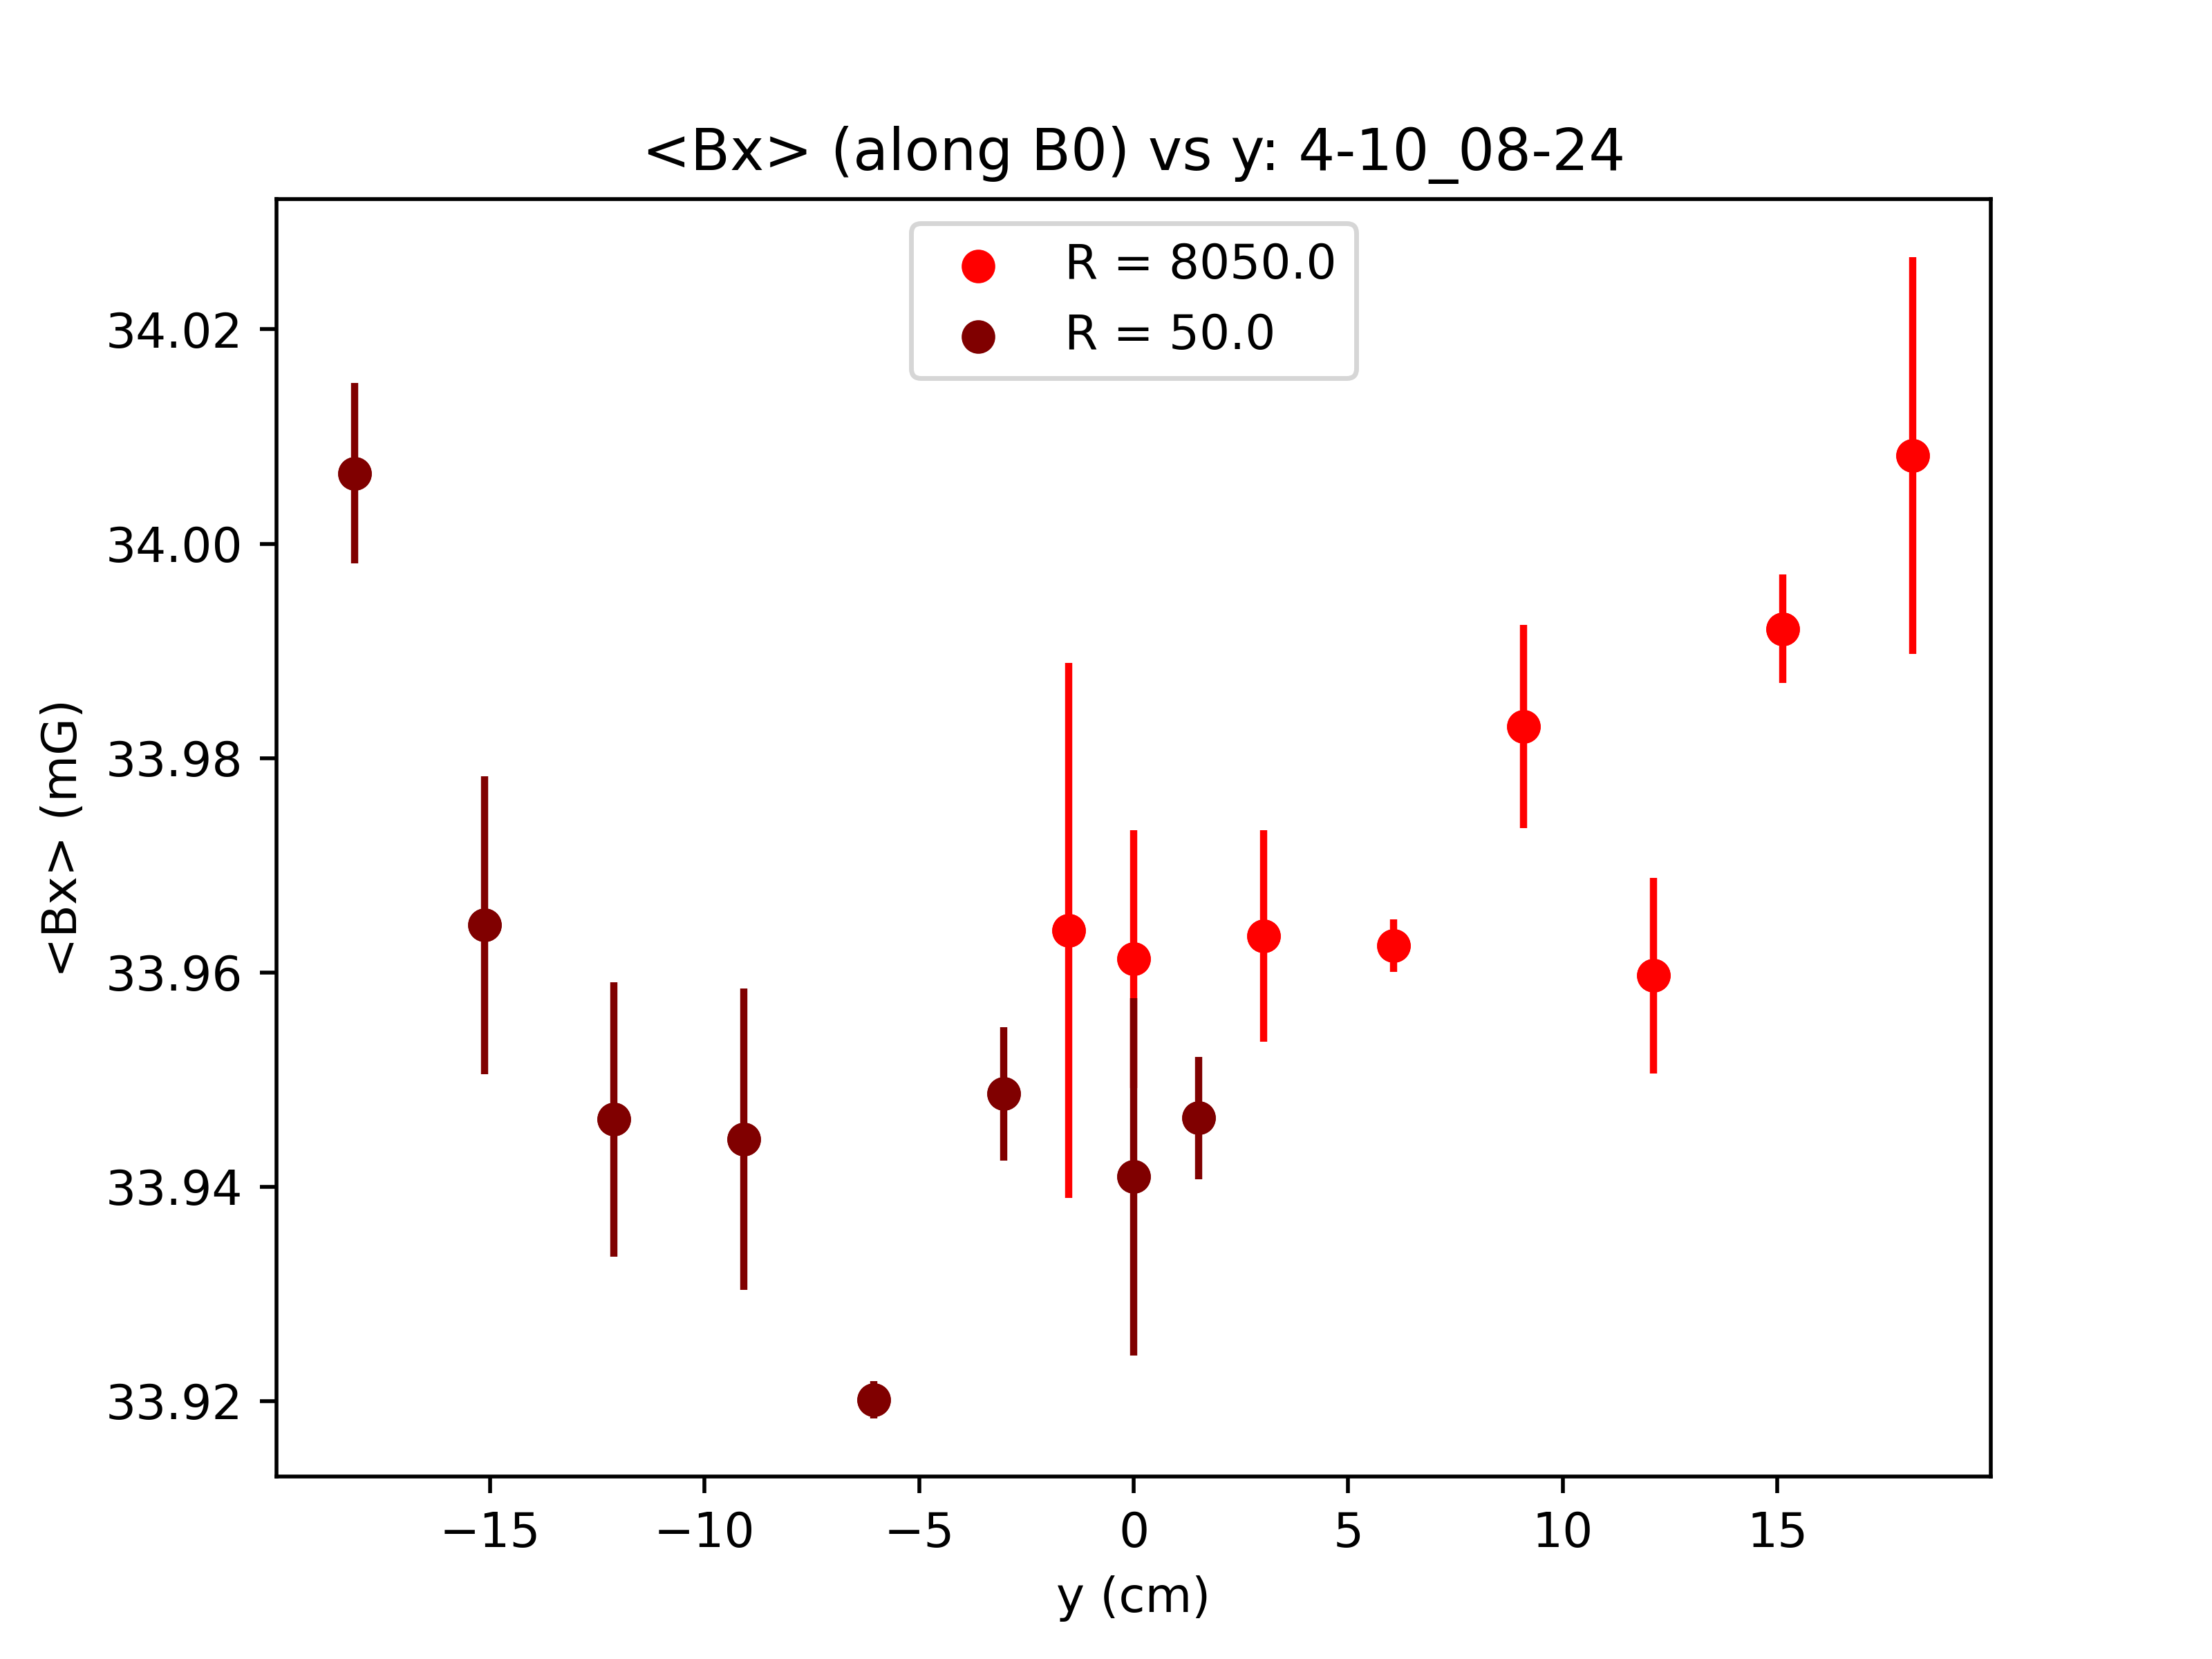 <Bx> (along B0) vs y: 4-10_08-24
R = 8050.0
R = 50.0
34.02
34.00
33.98
33.96
33.94
33.92
<Bx> (mG)
−15 −10 −5 0 5 10 15
y (cm)